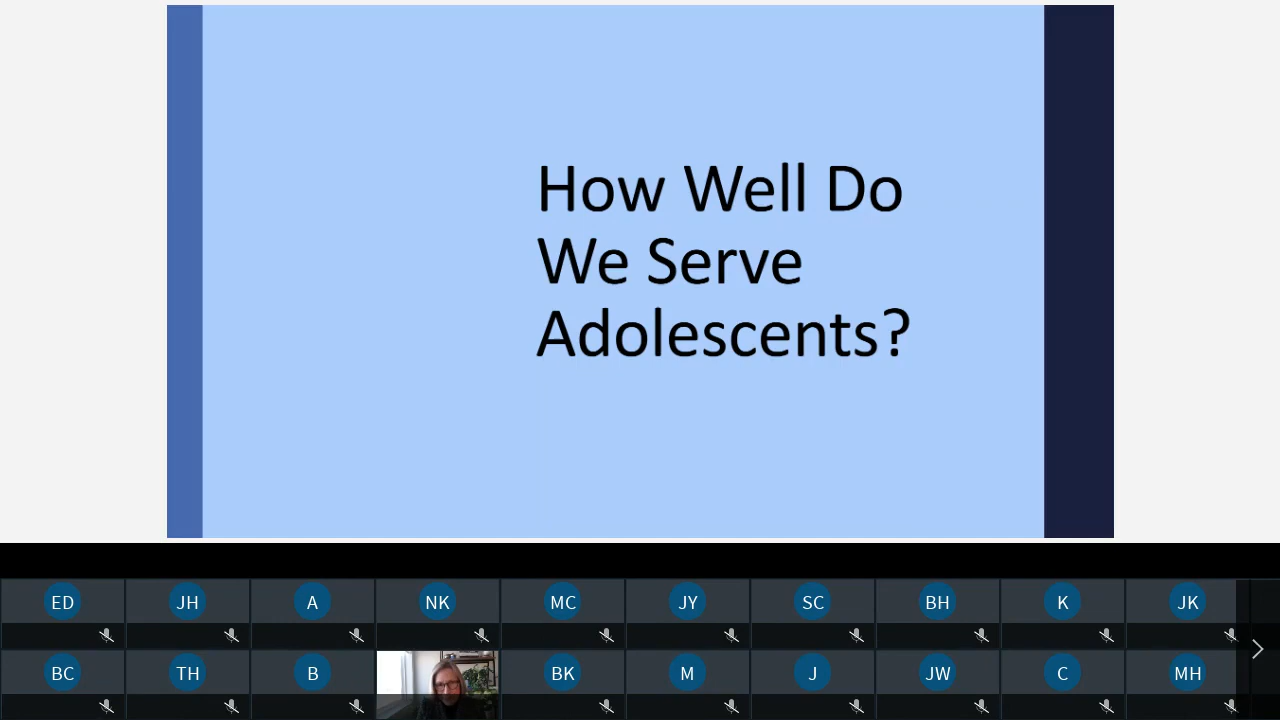 How Well Do
We Serve
Adolescents?
ED JH A NK MC JY SC BH K JK
BC TH B BK M J JW C MH